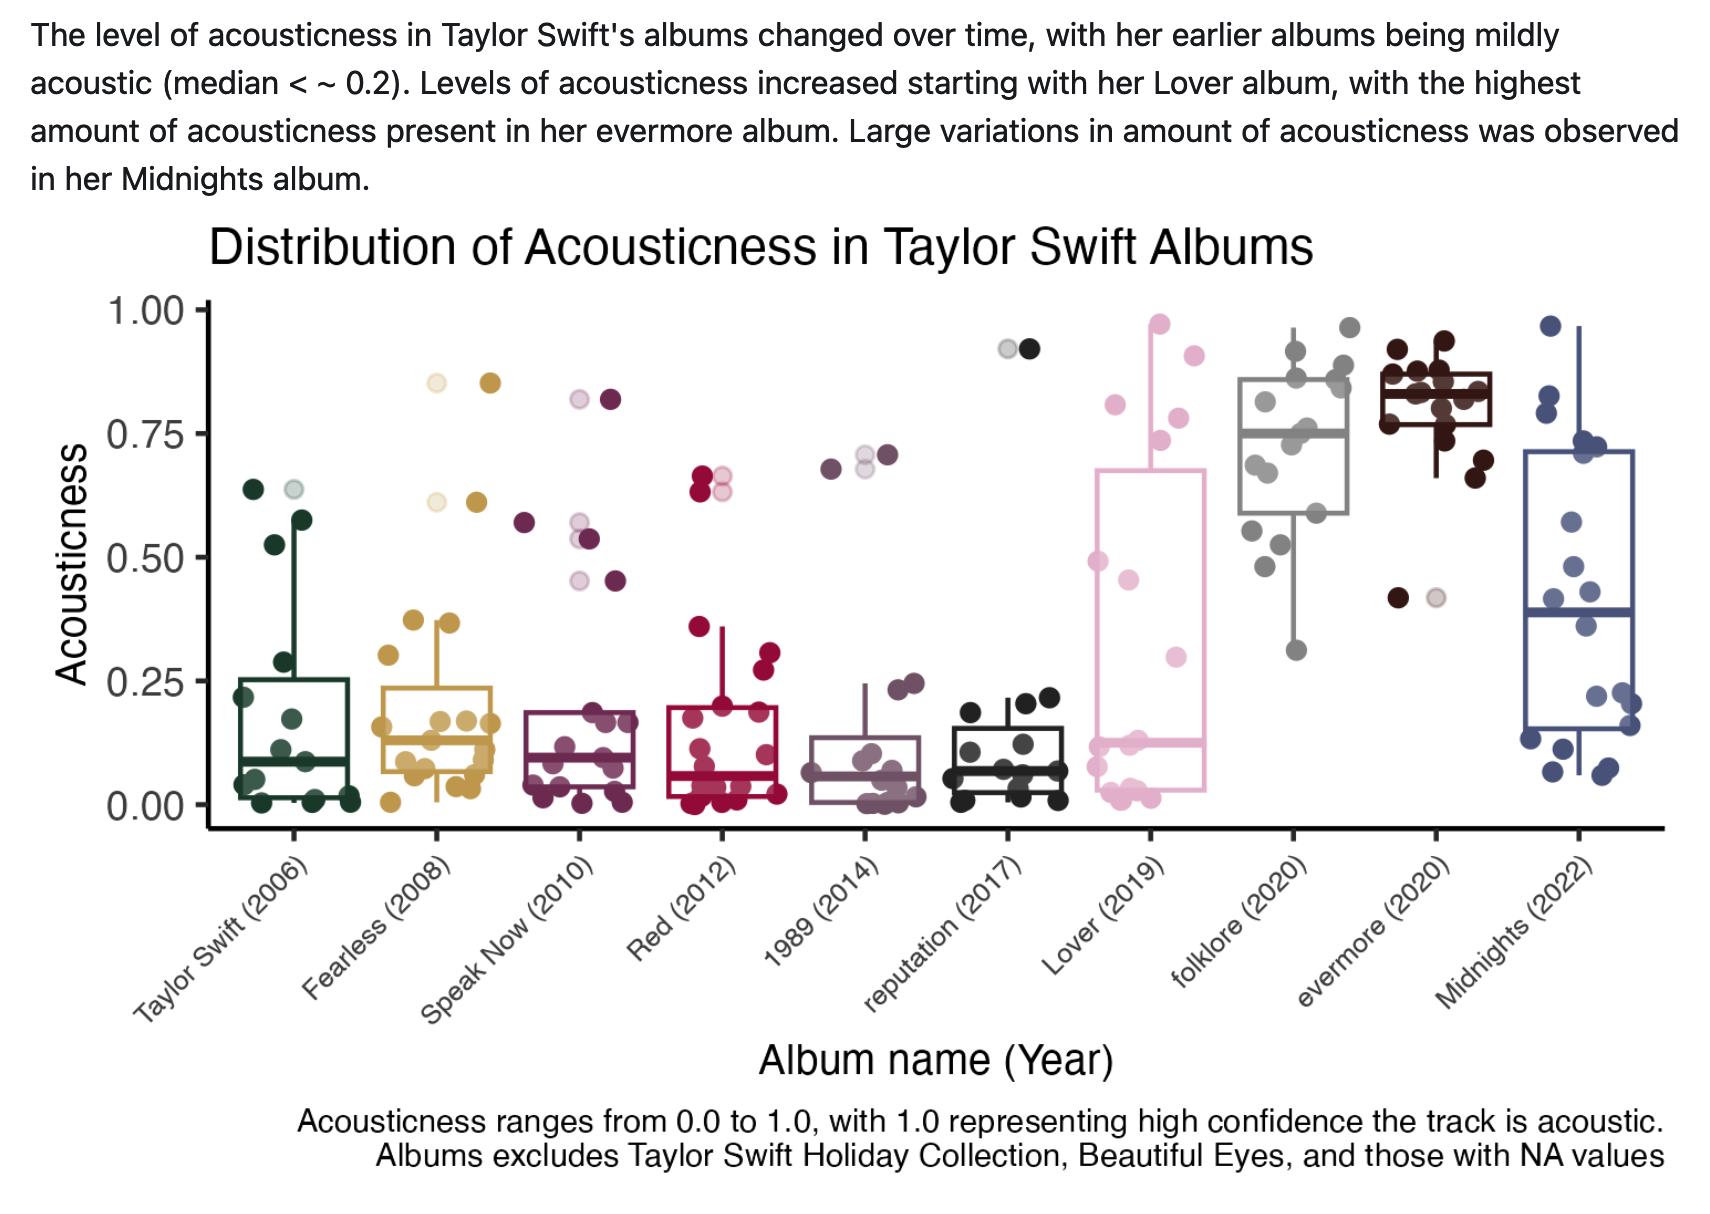 The level of acousticness in Taylor Swift's albums changed over time, with her earlier albums being mildly
acoustic (median < ~ 0.2). Levels of acousticness increased starting with her Lover album, with the highest
amount of acousticness present in her evermore album. Large variations in amount of acousticness was observed
in her Midnights album.
Distribution of Acousticness in Taylor Swift Albums
Acousticness
1.00
0.75
0.50
0.25
0.00
Taylor Swift (2006)
Fearless (2008)
Speak Now (2010)
Red (2012)
1989 (2014)
reputation (2017)
Lover (2019)
folklore (2020)
evermore (2020)
Midnights (2022)
Album name (Year)
Acousticness ranges from 0.0 to 1.0, with 1.0 representing high confidence the track is acoustic.
Albums excludes Taylor Swift Holiday Collection, Beautiful Eyes, and those with NA values